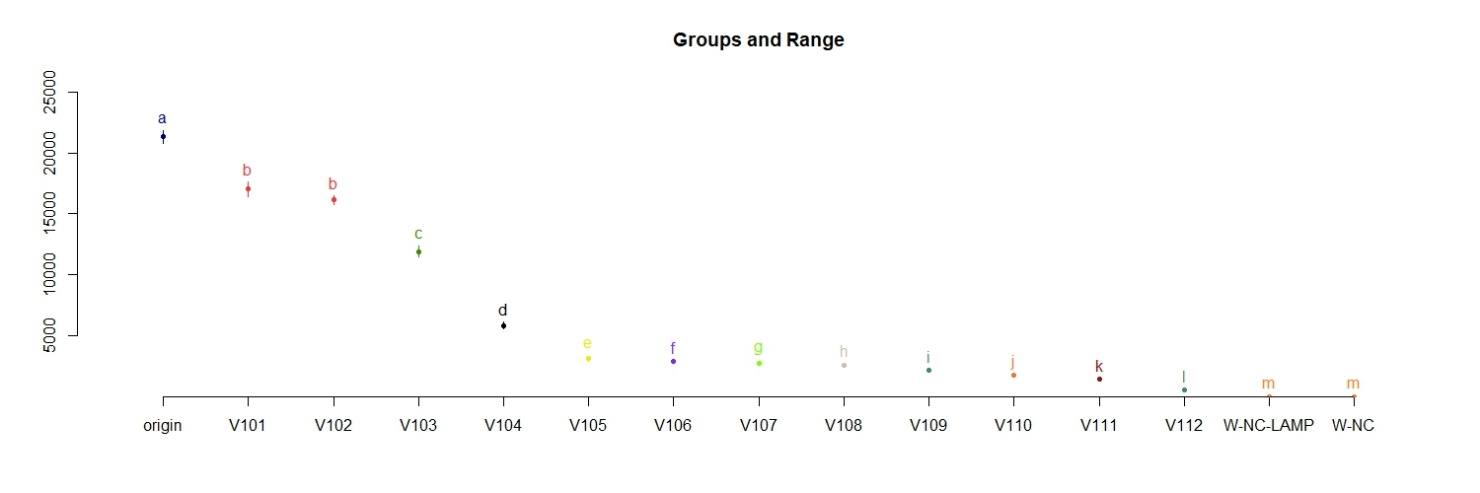 Groups and Range
25000
20000
15000
10000
5000
a
b
b
c
d
e
f
g
h
i
j
k
l
m
m
origin V101 V102 V103 V104 V105 V106 V107 V108 V109 V110 V111 V112 W-NC-LAMP W-NC